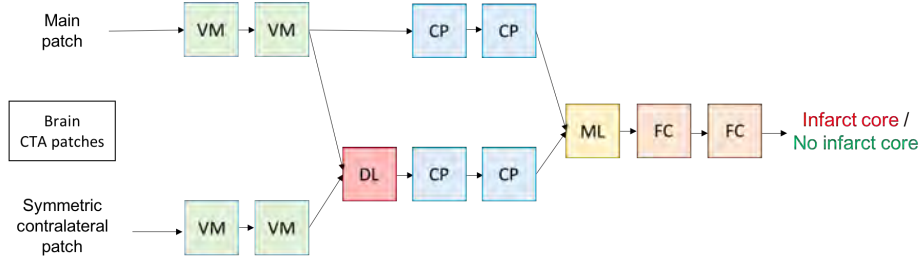 Main
patch
VM VM CP CP
Brain
CTA patches
ML FC FC
Infarct core /
No infarct core
DL CP CP
Symmetric
contralateral
patch
VM VM